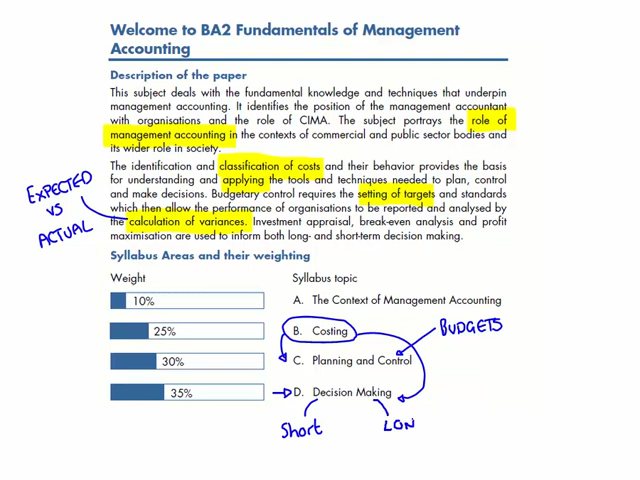 Welcome to BA2 Fundamentals of Management
Accounting
Description of the paper
This subject deals with the fundamental knowledge and techniques that underpin
management accounting. It identifies the position of the management accountant
with organisations and the role of CIMA. The subject portrays the role of
management accounting in the contexts of commercial and public sector bodies and
its wider role in society.
The identification and classification of costs and their behavior provides the basis
for understanding and applying the tools and techniques needed to plan, control
and make decisions. Budgetary control requires the setting of targets and standards
which then allow the performance of organisations to be reported and analysed by
the calculation of variances. Investment appraisal, break-even analysis and profit
maximisation are used to inform both long- and short-term decision making.
EXPECTED
VS
ACTUAL
Syllabus Areas and their weighting
Weight Syllabus topic
10% A. The Context of Management Accounting
25% B. Costing
BUDGETS
30% C. Planning and Control
35% D. Decision Making
Short LON